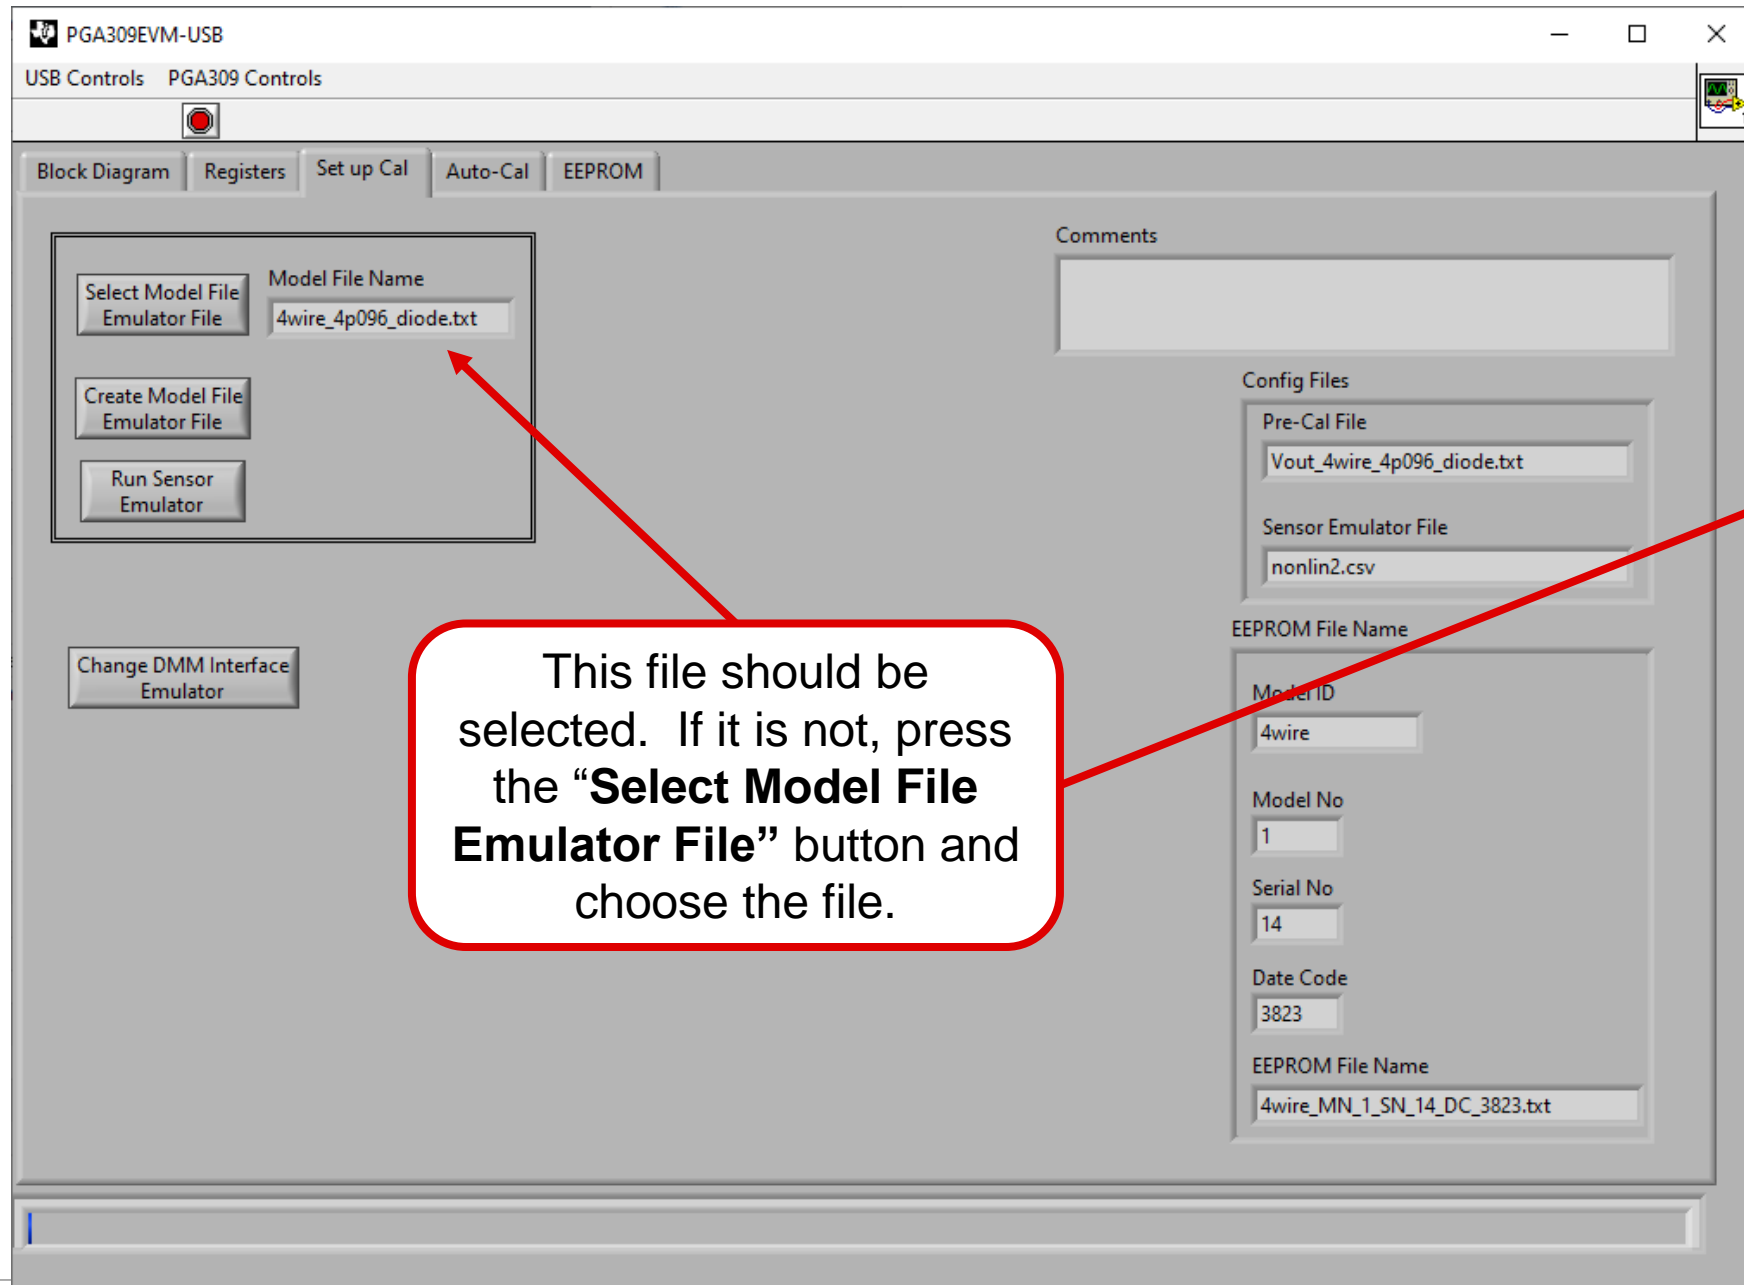 PGA309EVM-USB
USB Controls PGA309 Controls
Block Diagram Registers Set up Cal Auto-Cal EEPROM
Select Model File
Emulator File
Model File Name
4wire_4p096_diode.txt
Create Model File
Emulator File
Run Sensor
Emulator
Change DMM Interface
Emulator
This file should be
selected.  If it is not, press
the “Select Model File
Emulator File” button and
choose the file.
Comments
Config Files
Pre-Cal File
Vout_4wire_4p096_diode.txt
Sensor Emulator File
nonlin2.csv
EEPROM File Name
Model ID
4wire
Model No
1
Serial No
14
Date Code
3823
EEPROM File Name
4wire_MN_1_SN_14_DC_3823.txt